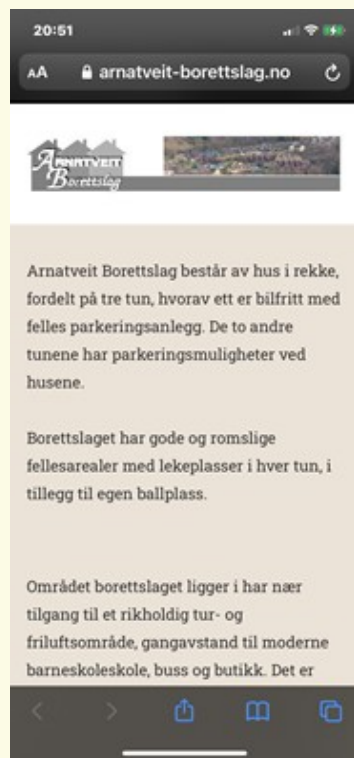 20:51
AA arnatveit-borettslag.no
ARNATVEIT
Borettslag
Arnatveit Borettslag består av hus i rekke,
fordelt på tre tun, hvorav ett er bilfritt med
felles parkeringsanlegg. De to andre
tunene har parkeringsmuligheter ved
husene.
Borettslaget har gode og romslige
fellesarealer med lekeplasser i hver tun, i
tillegg til egen ballplass.
Området borettslaget ligger i har nær
tilgang til et rikholdig tur- og
friluftsområde, gangavstand til moderne
barneskoleskole, buss og butikk. Det er